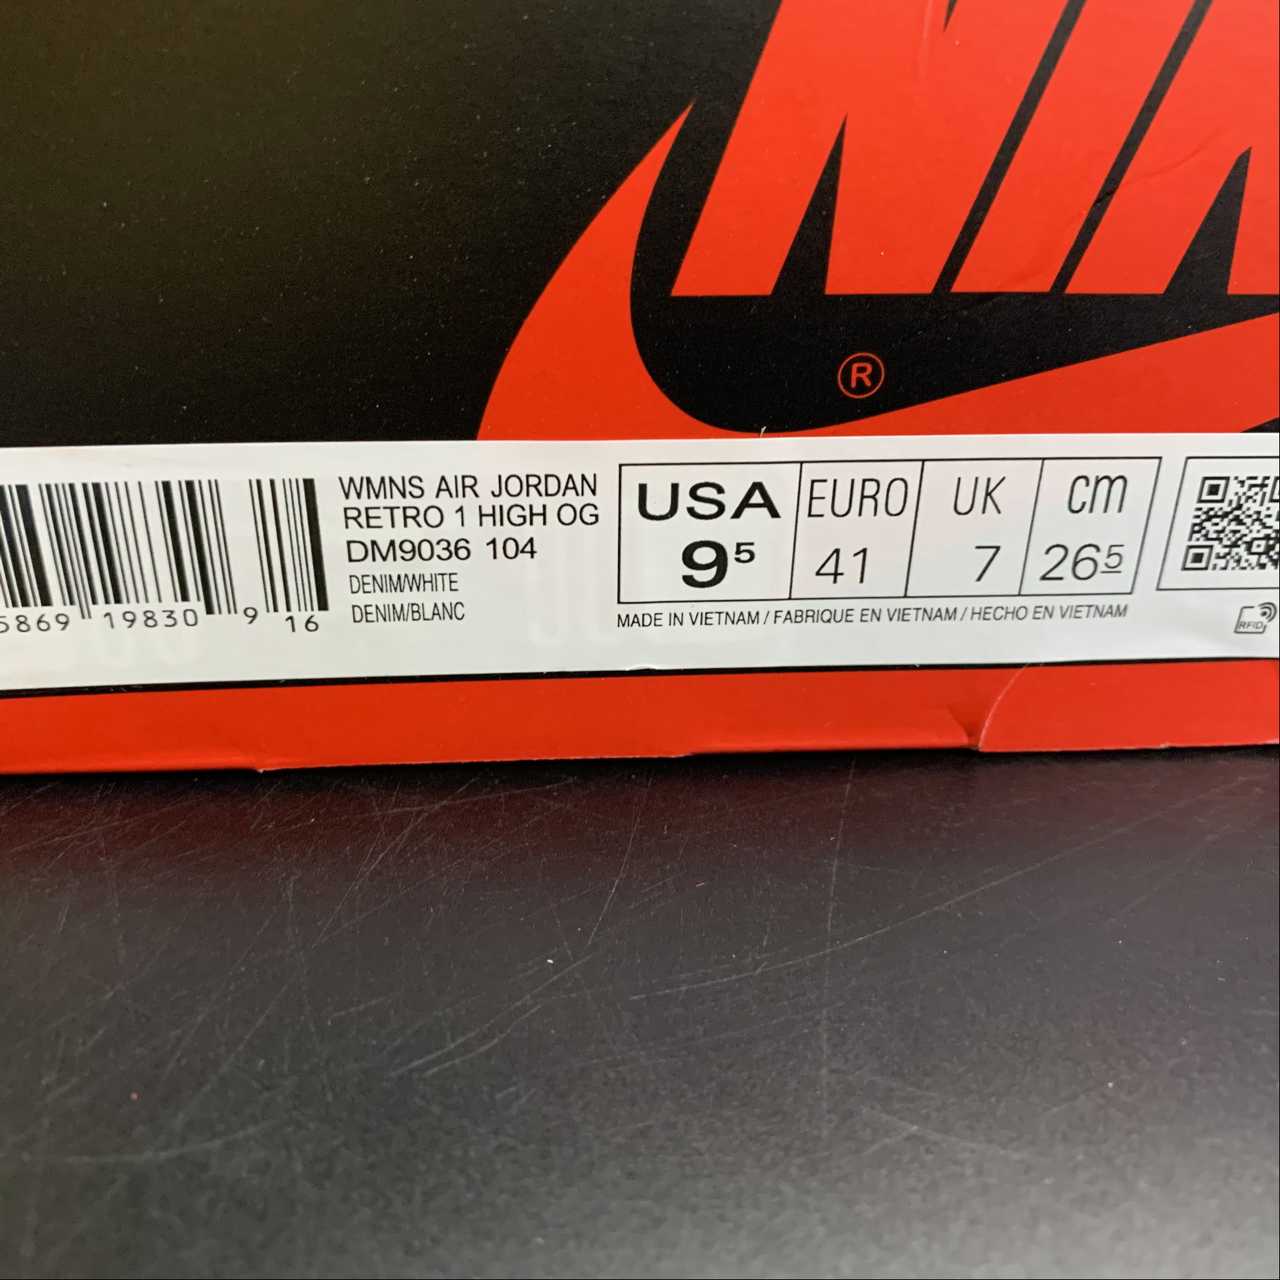 NIK
®
WMNS AIR JORDAN
RETRO 1 HIGH OG
DM9036 104
DENIM/WHITE
DENIM/BLANC
5869 19830 9 16
USA EURO UK CM
9⁵ 41 7 26⁵
MADE IN VIETNAM / FABRIQUE EN VIETNAM / HECHO EN VIETNAM
RFID